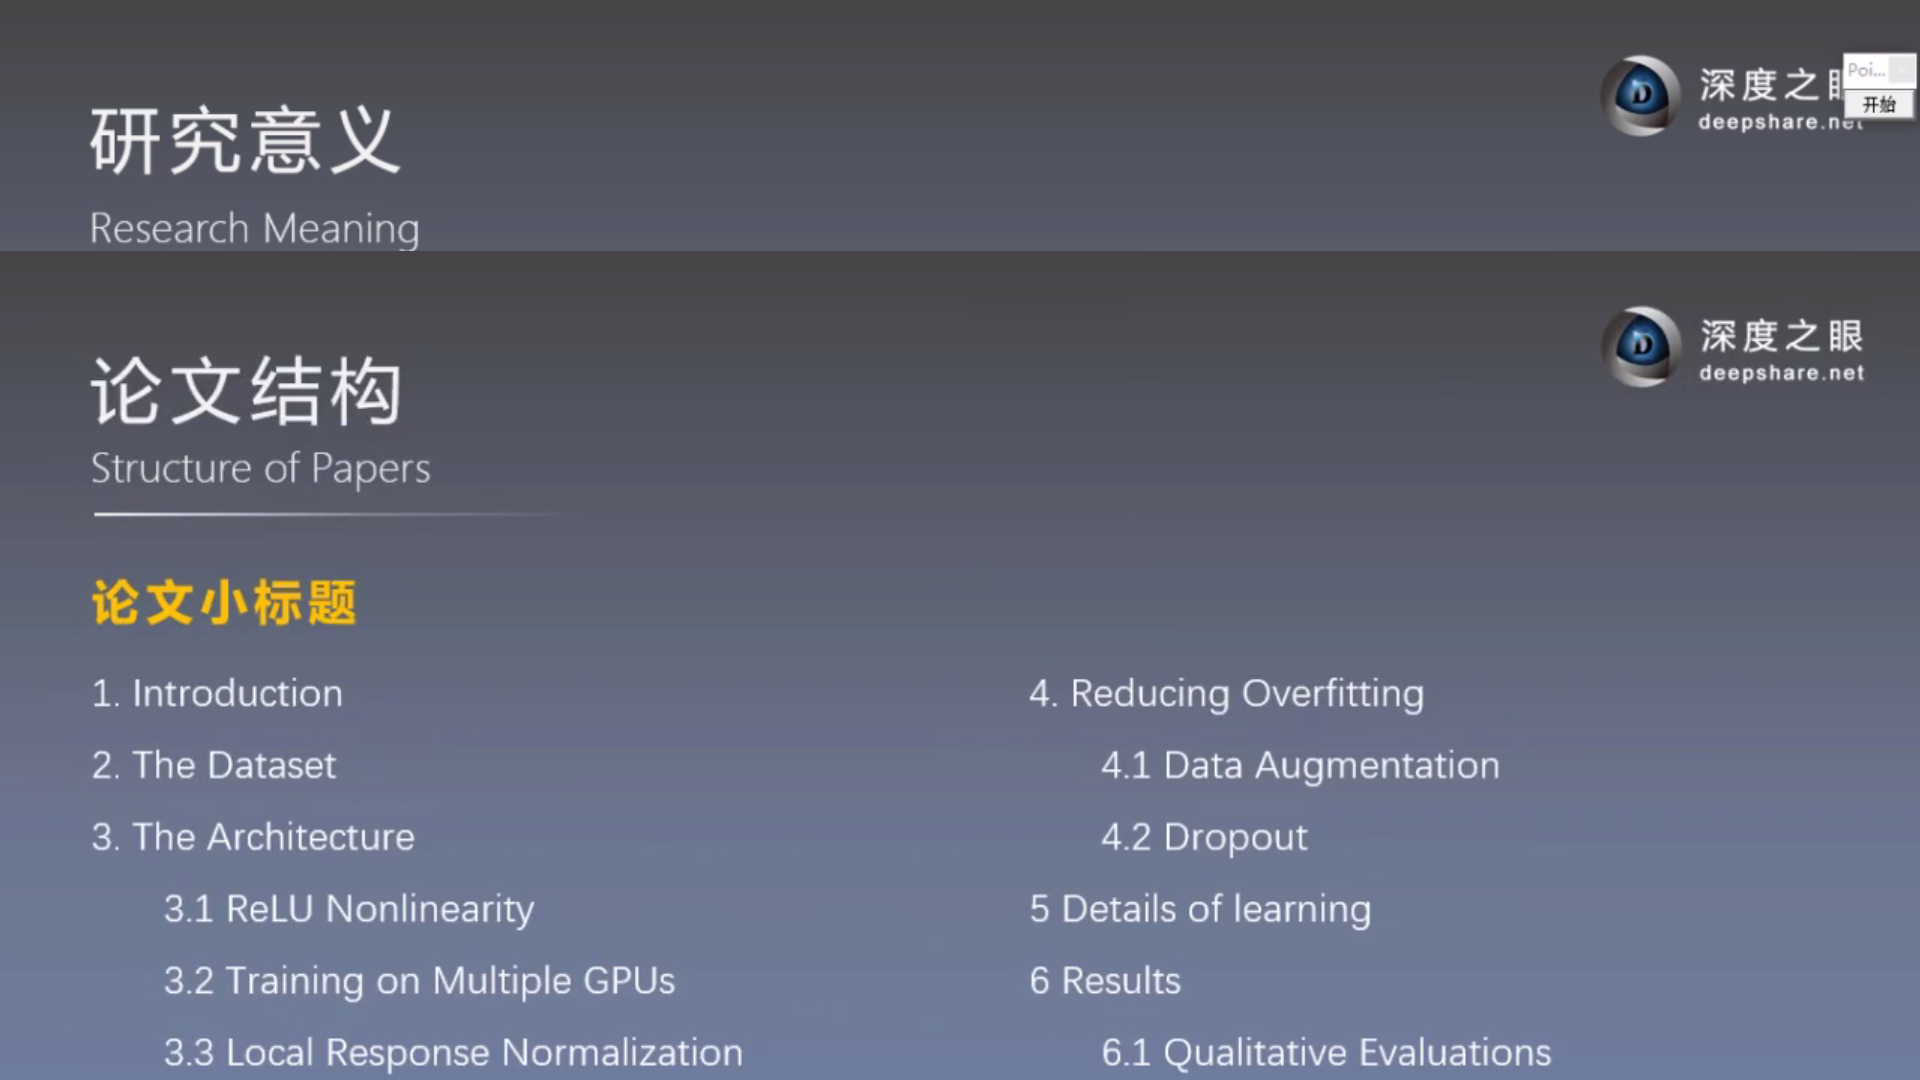 研究意义
Research Meaning
深度之
deepshare.net
Poi...
开始
论文结构
Structure of Papers
深度之眼
deepshare.net
论文小标题
1. Introduction
2. The Dataset
3. The Architecture
3.1 ReLU Nonlinearity
3.2 Training on Multiple GPUs
3.3 Local Response Normalization
4. Reducing Overfitting
4.1 Data Augmentation
4.2 Dropout
5 Details of learning
6 Results
6.1 Qualitative Evaluations